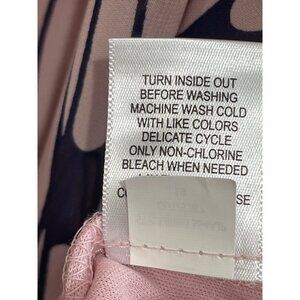 TURN INSIDE OUT
BEFORE WASHING
MACHINE WASH COLD
WITH LIKE COLORS
DELICATE CYCLE
ONLY NON-CHLORINE
BLEACH WHEN NEEDED